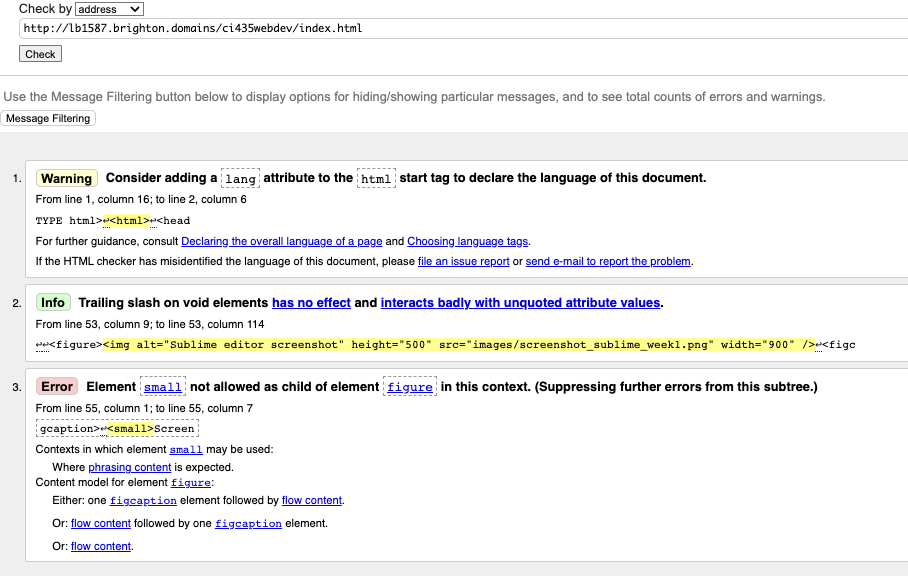 Check by address
http://lb1587.brighton.domains/ci435webdev/index.html
Check
Use the Message Filtering button below to display options for hiding/showing particular messages, and to see total counts of errors and warnings.
Message Filtering
1. Warning Consider adding a lang attribute to the html start tag to declare the language of this document.
From line 1, column 16; to line 2, column 6
TYPE html>↩<html>↩<head
For further guidance, consult Declaring the overall language of a page and Choosing language tags.
If the HTML checker has misidentified the language of this document, please file an issue report or send e-mail to report the problem.
2. Info Trailing slash on void elements has no effect and interacts badly with unquoted attribute values.
From line 53, column 9; to line 53, column 114
↩↩<figure><img alt="Sublime editor screenshot" height="500" src="images/screenshot_sublime_week1.png" width="900" />↩<figc
3. Error Element small not allowed as child of element figure in this context. (Suppressing further errors from this subtree.)
From line 55, column 1; to line 55, column 7
gcaption>↩<small>Screen
Contexts in which element small may be used:
Where phrasing content is expected.
Content model for element figure:
Either: one figcaption element followed by flow content.
Or: flow content followed by one figcaption element.
Or: flow content.